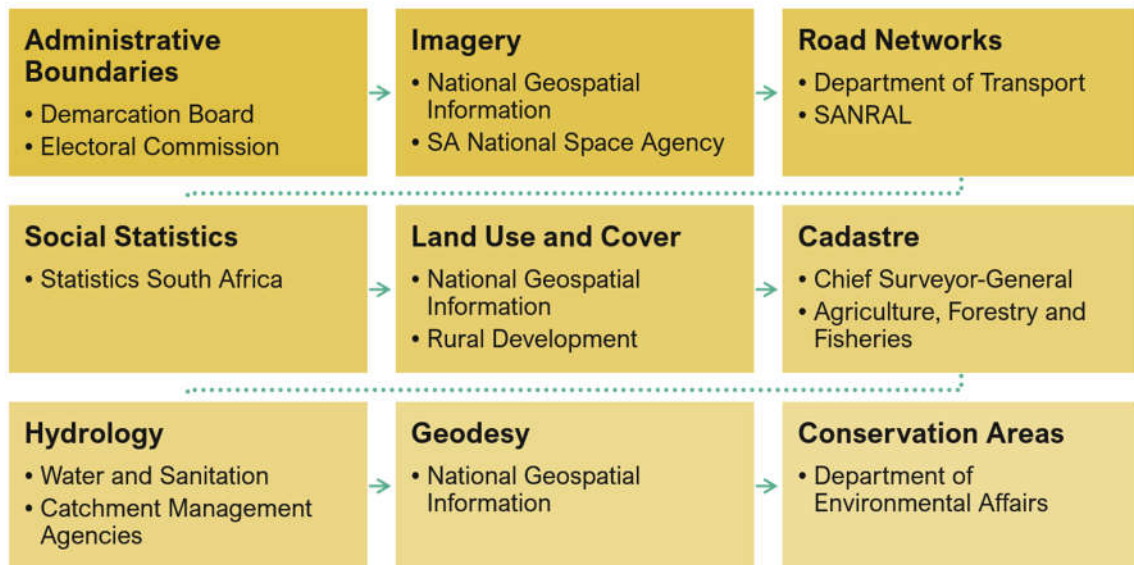 Administrative
Boundaries
• Demarcation Board
• Electoral Commission
Imagery
• National Geospatial
Information
• SA National Space Agency
Road Networks
• Department of Transport
• SANRAL
Social Statistics
• Statistics South Africa
Land Use and Cover
• National Geospatial
Information
• Rural Development
Cadastre
• Chief Surveyor-General
• Agriculture, Forestry and
Fisheries
Hydrology
• Water and Sanitation
• Catchment Management
Agencies
Geodesy
• National Geospatial
Information
Conservation Areas
• Department of
Environmental Affairs